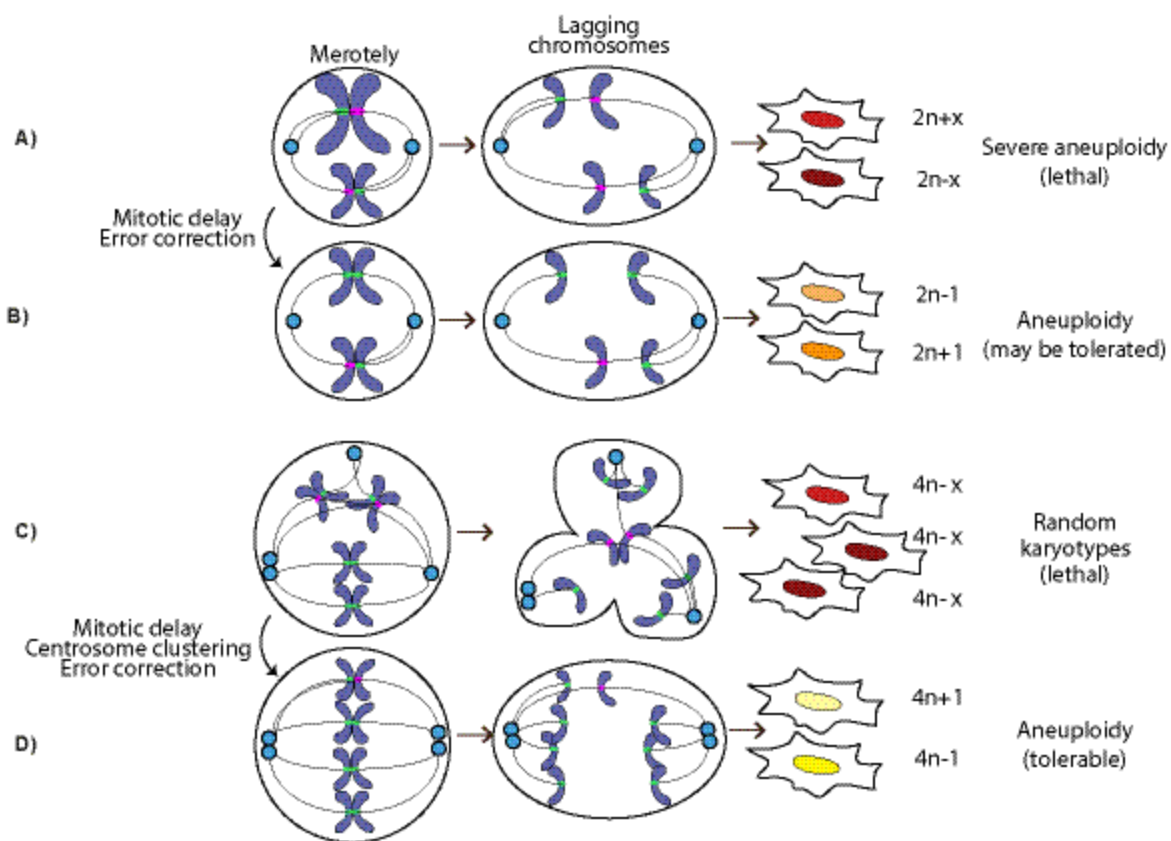 Merotely
Lagging
chromosomes
A)
2n+x
2n-x
Severe aneuploidy
(lethal)
Mitotic delay
Error correction
B)
2n-1
2n+1
Aneuploidy
(may be tolerated)
C)
4n- x
4n- x
4n- x
Random
karyotypes
(lethal)
Mitotic delay
Centrosome clustering
Error correction
D)
4n+1
4n-1
Aneuploidy
(tolerable)